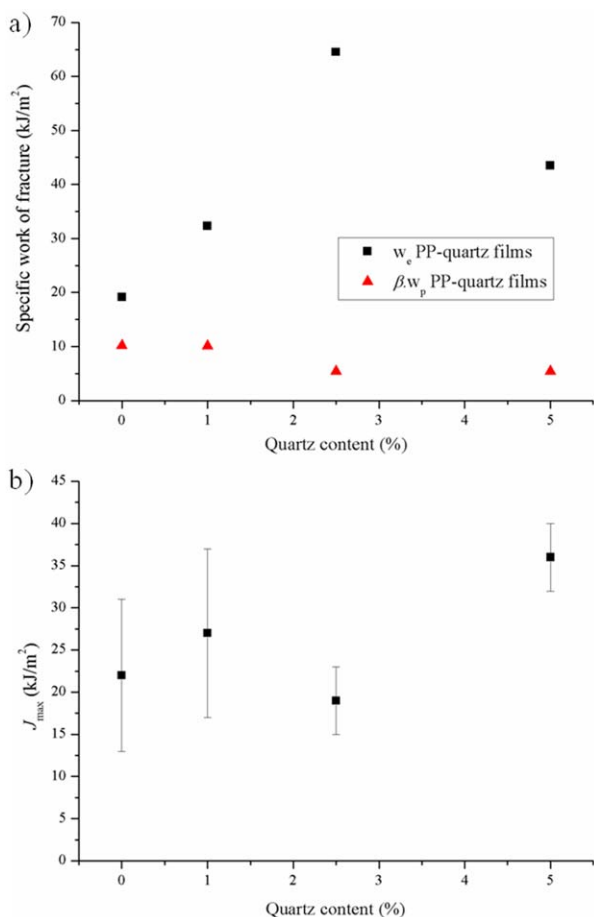 a)
Specific work of fracture (kJ/m²)
70
60
50
40
30
20
10
0
wₑ PP-quartz films
β.wₚ PP-quartz films
0 1 2 3 4 5
Quartz content (%)
b)
Jmax (kJ/m²)
45
40
35
30
25
20
15
10
5
0
0 1 2 3 4 5
Quartz content (%)